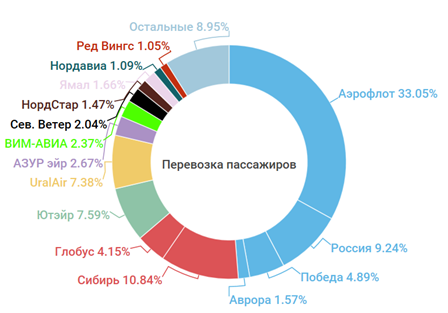 Остальные 8.95%
Ред Вингс 1.05%
Нордавиа 1.09%
Ямал 1.66%
НордСтар 1.47%
Сев. Ветер 2.04%
ВИМ-АВИА 2.37%
АЗУР эйр 2.67%
UralAir 7.38%
Ютэйр 7.59%
Глобус 4.15%
Сибирь 10.84%
Аврора 1.57%
Победа 4.89%
Россия 9.24%
Аэрофлот 33.05%
Перевозка пассажиров